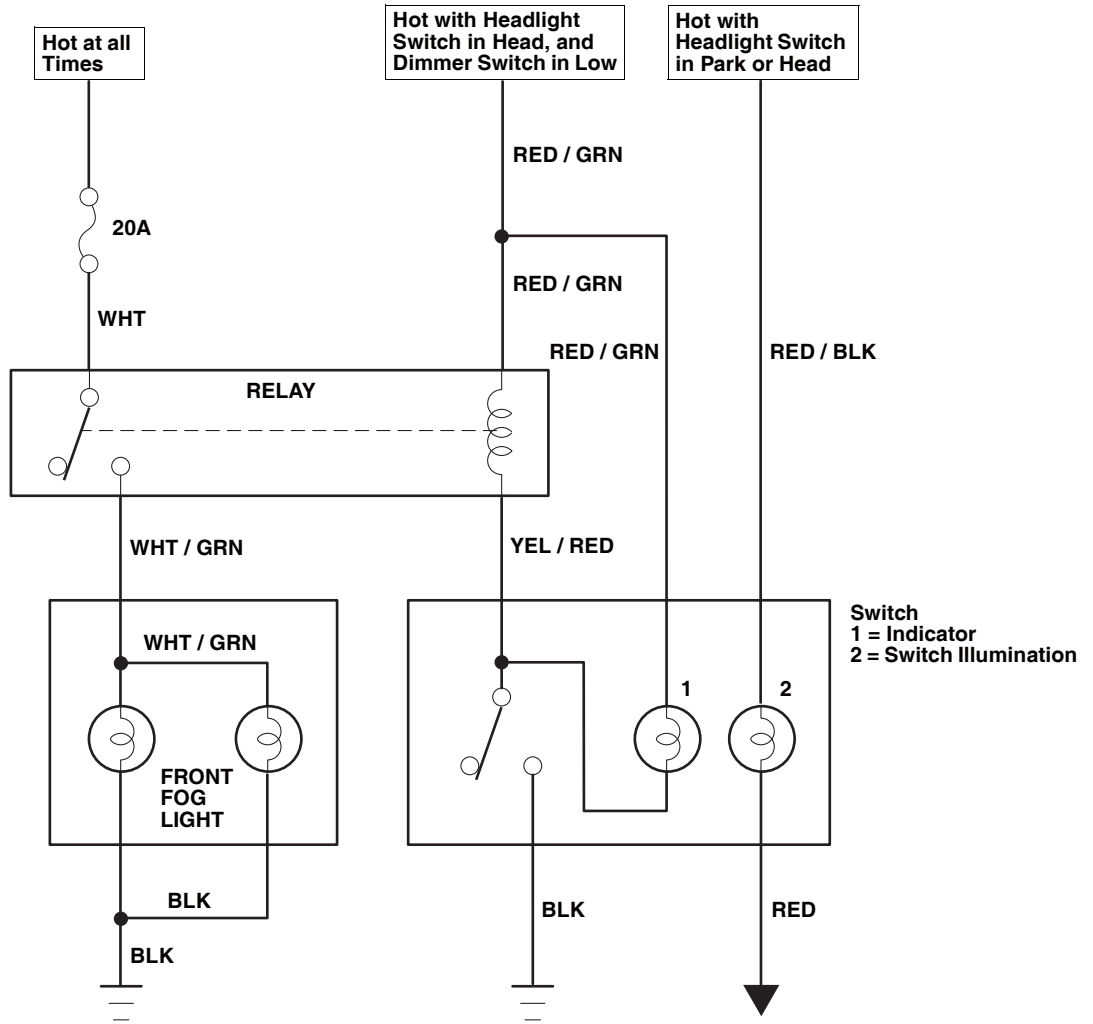 Hot at all
Times
Hot with Headlight
Switch in Head, and
Dimmer Switch in Low
Hot with
Headlight Switch
in Park or Head
RED / GRN
20A
RED / GRN
WHT
RED / GRN
RED / BLK
RELAY
WHT / GRN
YEL / RED
Switch
1 = Indicator
2 = Switch Illumination
WHT / GRN
1
2
FRONT
FOG
LIGHT
BLK
BLK
RED
BLK